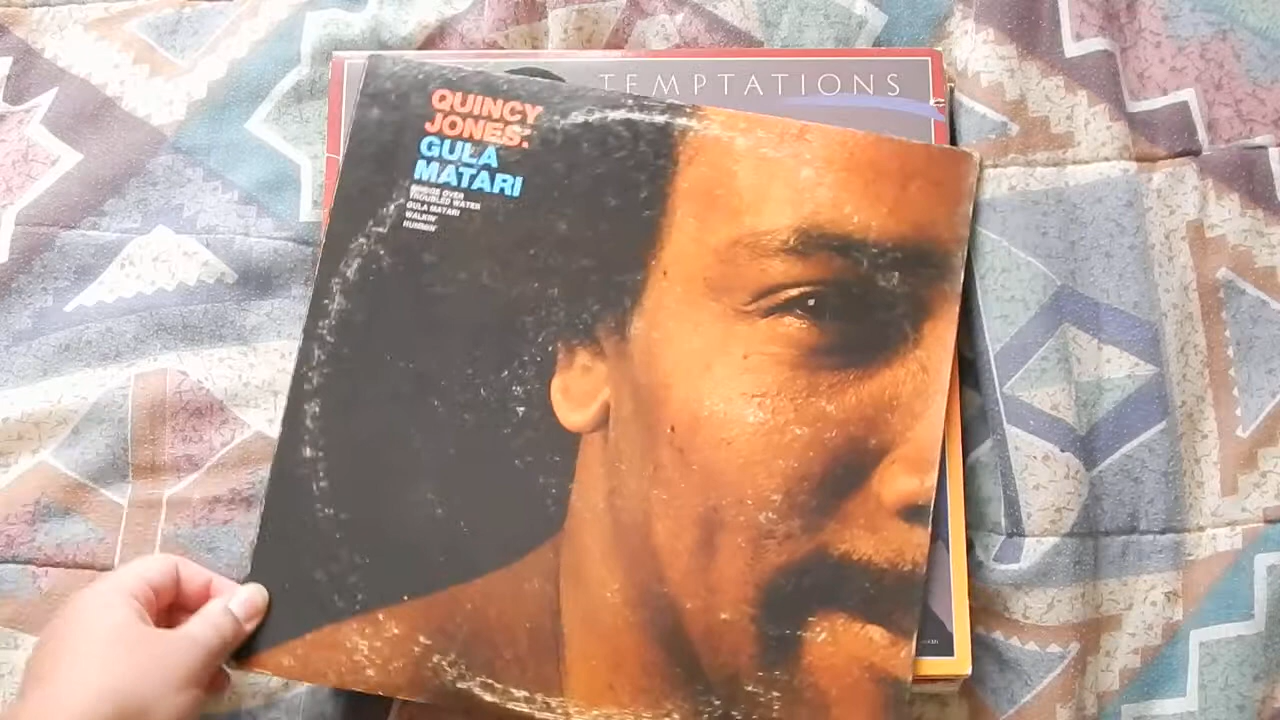 TEMPTATIONS
QUINCY
JONES:
GULA
MATARI
BRIDGE OVER
TROUBLED WATER
GULA MATARI
WALKIN'
HUMMIN'